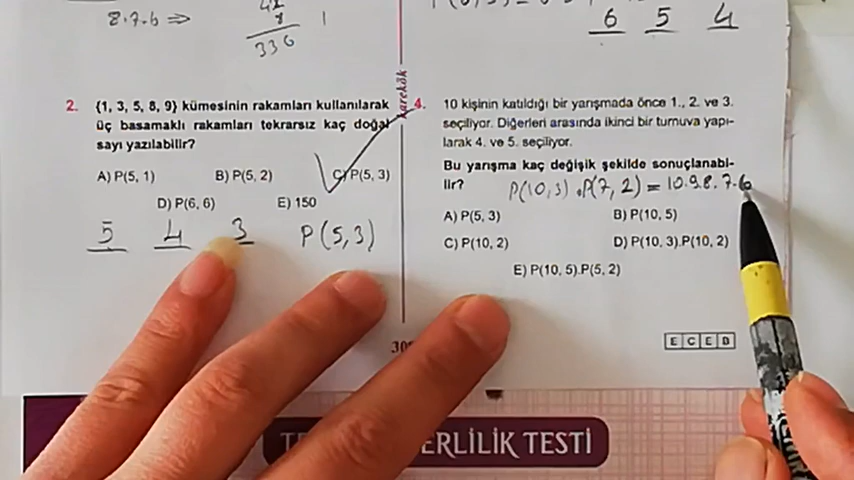 8.7.6 ⇒
336
6 5 4
2. {1, 3, 5, 8, 9} kümesinin rakamları kullanılarak
üç basamaklı rakamları tekrarsız kaç doğal
sayı yazılabilir?
A) P(5, 1) B) P(5, 2) C) P(5, 3)
D) P(6, 6) E) 150
5 4 3 P(5,3)
karekök
4. 10 kişinin katıldığı bir yarışmada önce 1., 2. ve 3.
seçiliyor. Diğerleri arasında ikinci bir turnuva yapı-
larak 4. ve 5. seçiliyor.
Bu yarışma kaç değişik şekilde sonuçlanabi-
lir? P(10,3).P(7,2) = 10.9.8.7.6
A) P(5, 3) B) P(10, 5)
C) P(10, 2) D) P(10, 3).P(10, 2)
E) P(10, 5).P(5, 2)
E C E B
TESTİ